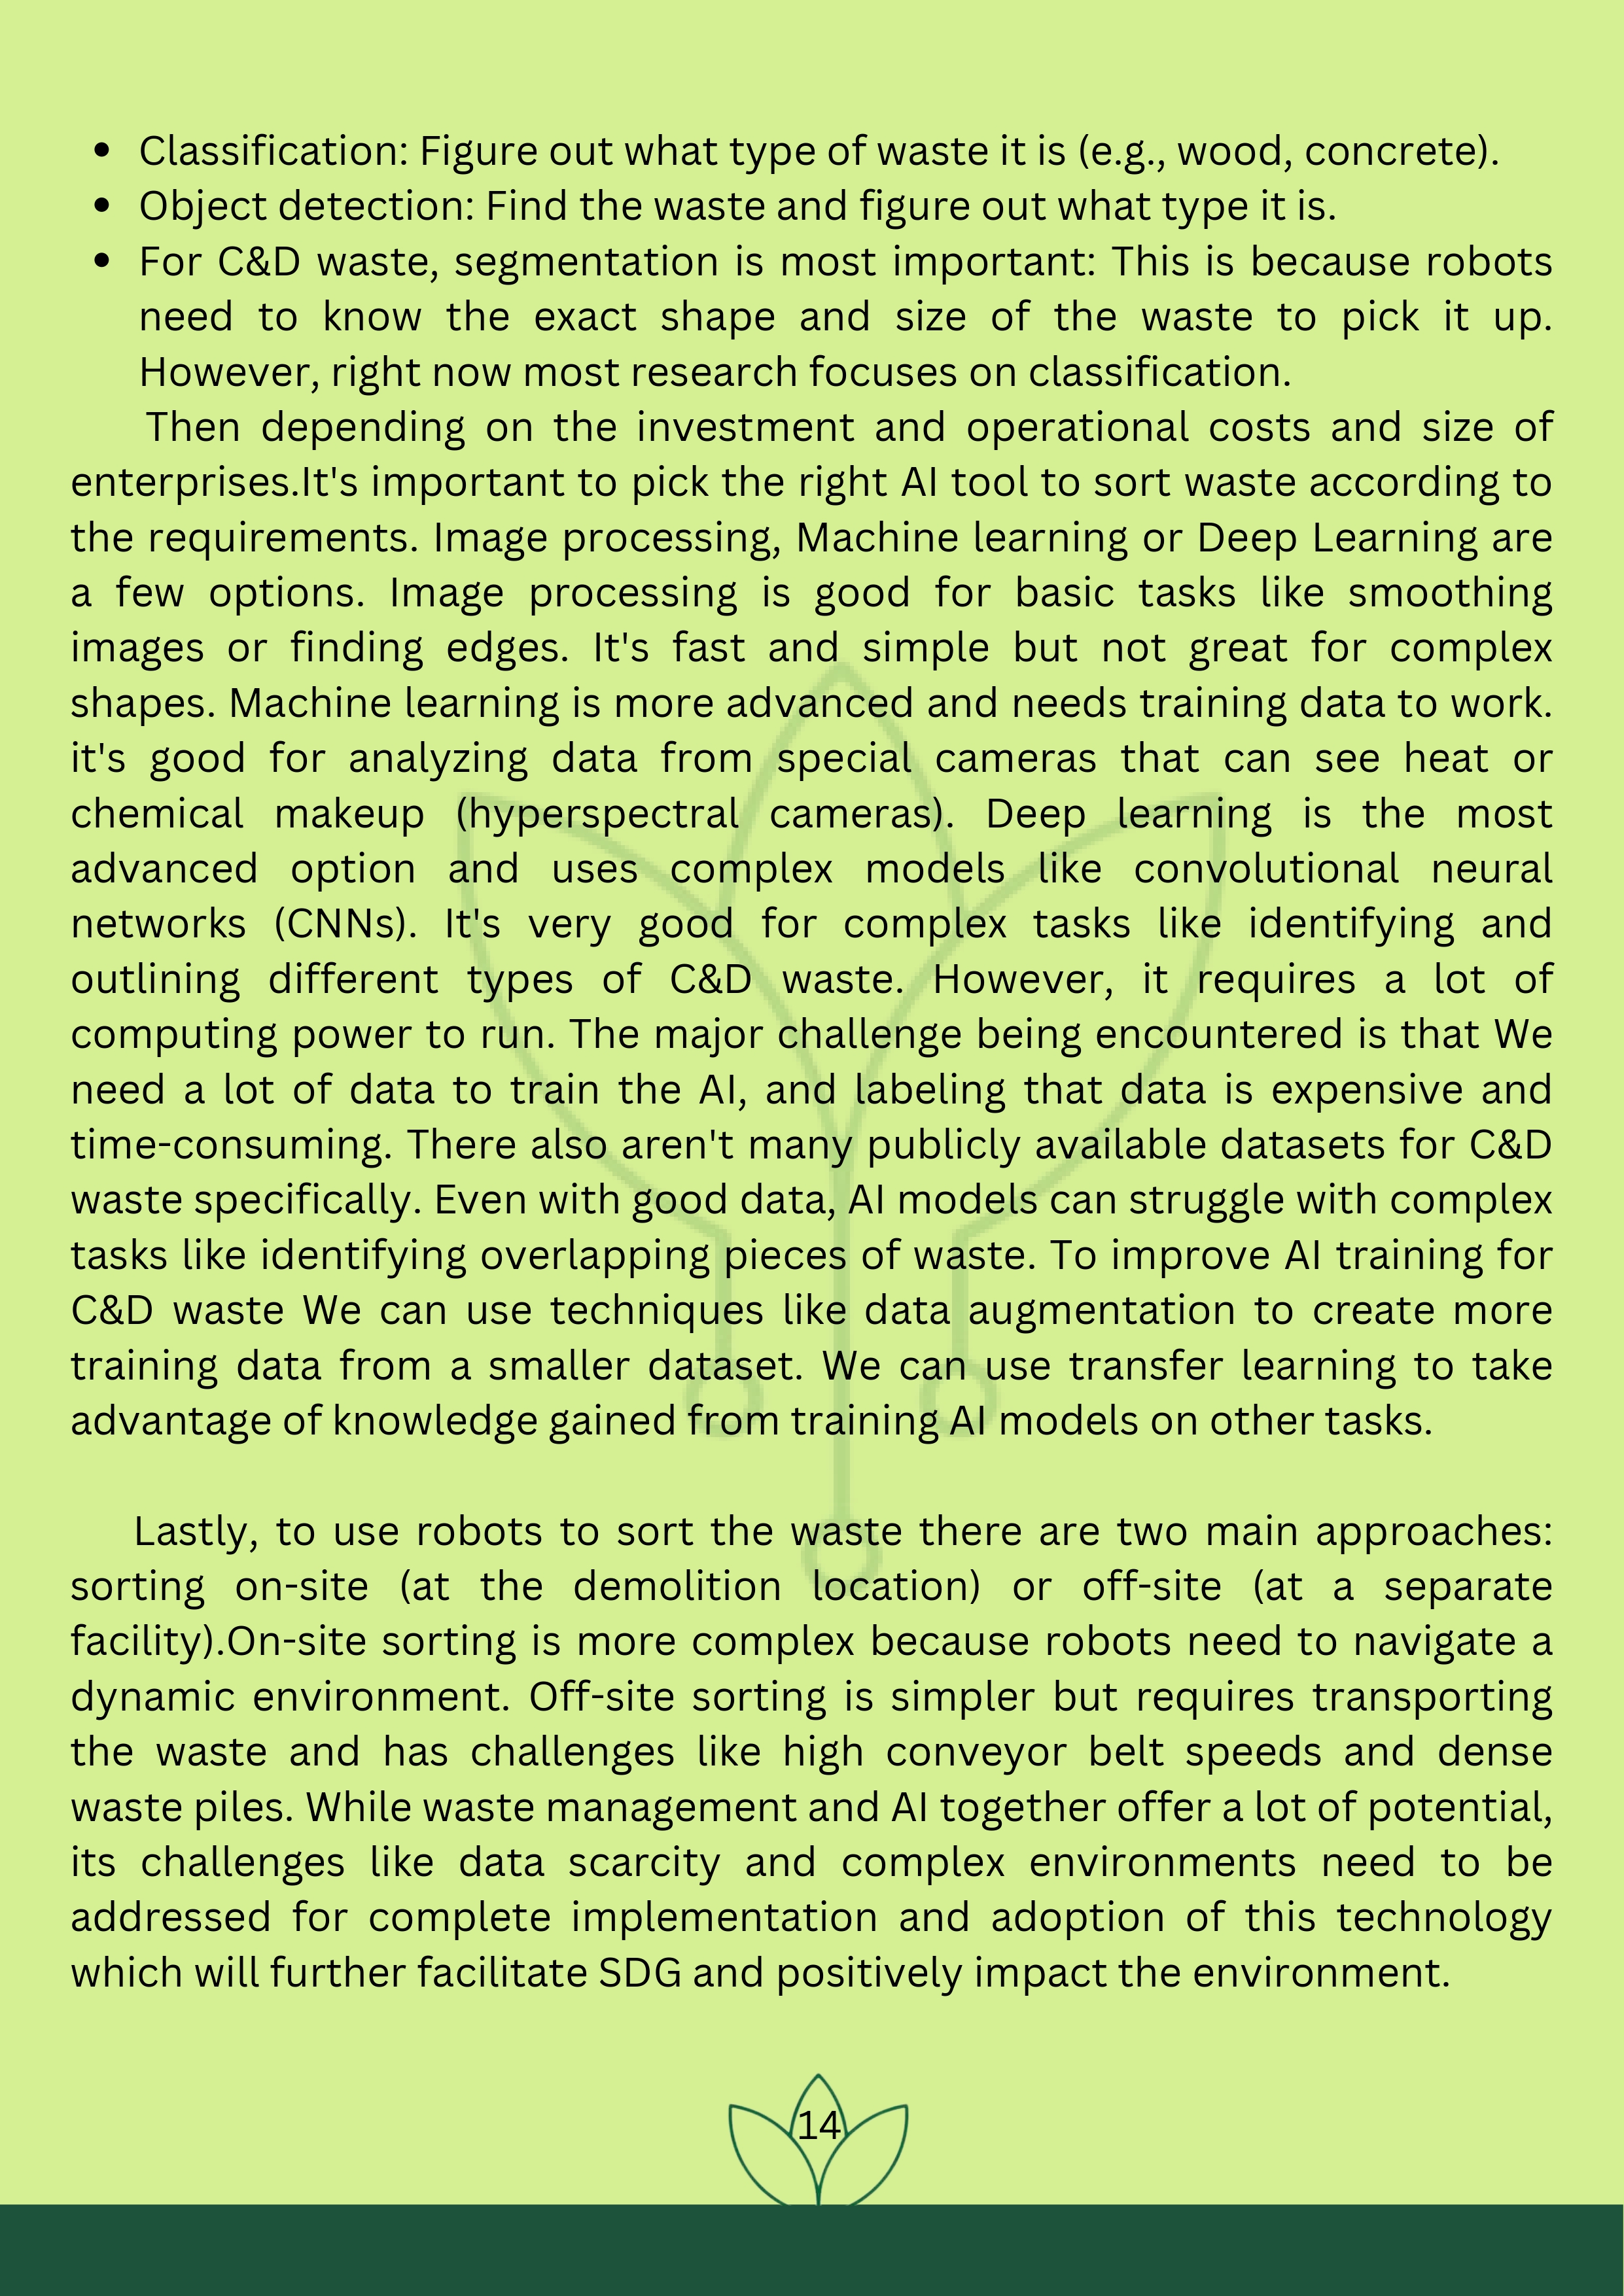 • Classification: Figure out what type of waste it is (e.g., wood, concrete).
• Object detection: Find the waste and figure out what type it is.
• For C&D waste, segmentation is most important: This is because robots
need to know the exact shape and size of the waste to pick it up.
However, right now most research focuses on classification.
Then depending on the investment and operational costs and size of
enterprises.It's important to pick the right AI tool to sort waste according to
the requirements. Image processing, Machine learning or Deep Learning are
a few options. Image processing is good for basic tasks like smoothing
images or finding edges. It's fast and simple but not great for complex
shapes. Machine learning is more advanced and needs training data to work.
it's good for analyzing data from special cameras that can see heat or
chemical makeup (hyperspectral cameras). Deep learning is the most
advanced option and uses complex models like convolutional neural
networks (CNNs). It's very good for complex tasks like identifying and
outlining different types of C&D waste. However, it requires a lot of
computing power to run. The major challenge being encountered is that We
need a lot of data to train the AI, and labeling that data is expensive and
time-consuming. There also aren't many publicly available datasets for C&D
waste specifically. Even with good data, AI models can struggle with complex
tasks like identifying overlapping pieces of waste. To improve AI training for
C&D waste We can use techniques like data augmentation to create more
training data from a smaller dataset. We can use transfer learning to take
advantage of knowledge gained from training AI models on other tasks.
Lastly, to use robots to sort the waste there are two main approaches:
sorting on-site (at the demolition location) or off-site (at a separate
facility).On-site sorting is more complex because robots need to navigate a
dynamic environment. Off-site sorting is simpler but requires transporting
the waste and has challenges like high conveyor belt speeds and dense
waste piles. While waste management and AI together offer a lot of potential,
its challenges like data scarcity and complex environments need to be
addressed for complete implementation and adoption of this technology
which will further facilitate SDG and positively impact the environment.
14